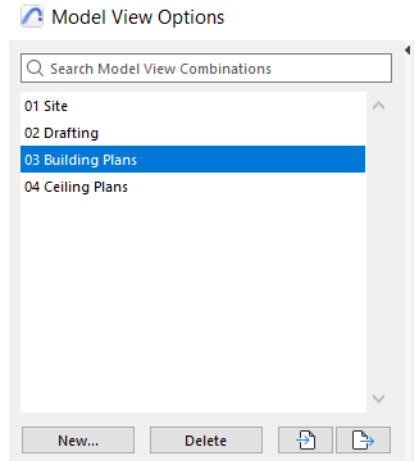 Model View Options
Search Model View Combinations
01 Site
02 Drafting
03 Building Plans
04 Ceiling Plans
New...
Delete